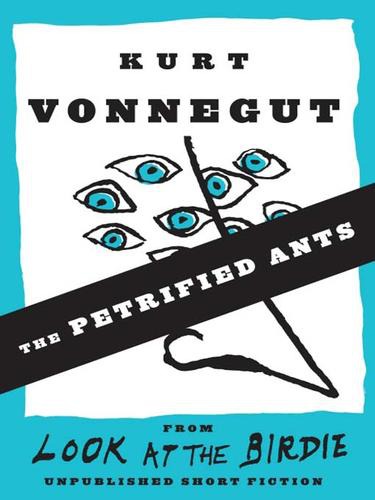 KURT
VONNEGUT
THE PETRIFIED ANTS
FROM
LOOK AT THE BIRDIE
UNPUBLISHED SHORT FICTION